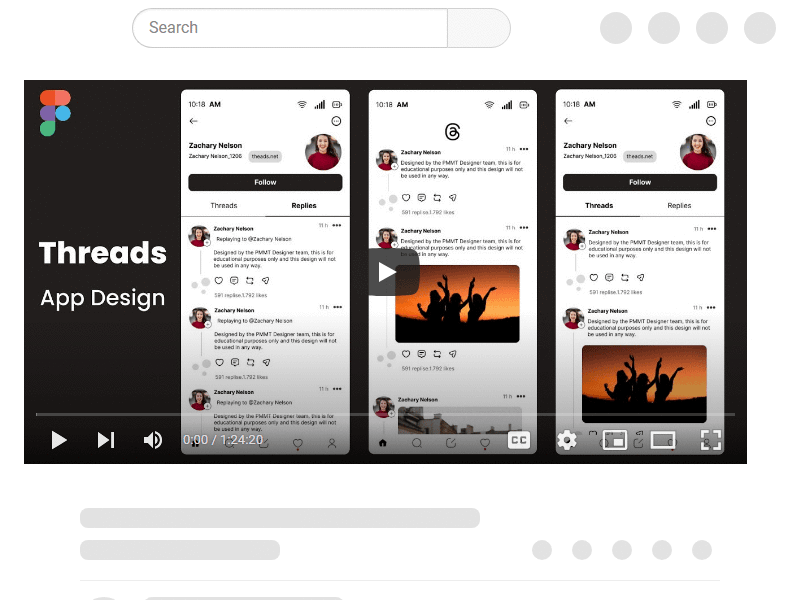 Search
Threads
App Design
10:18 AM
Zachary Nelson
Zachary Nelson_1200
theads.net
Follow
Threads
Replies
Zachary Nelson
11 h
Replaying to @Zachary Nelson
Designed by the PMMT Designer team, this is for
educational purposes only and this design will not
be used in any way.
591 replise.1.792 likes
Zachary Nelson
11 h
Replaying to @Zachary Nelson
Designed by the PMMT Designer team, this is for
educational purposes only and this design will not
be used in any way.
591 replise.1.792 likes
Zachary Nelson
11 h
Replaying to @Zachary Nelson
Designed by the PMMT Designer team, this is for
educational purposes only and this design will not
10:18 AM
Zachary Nelson
11 h
Designed by the PMMT Designer team, this is for
educational purposes only and this design will not
be used in any way.
591 replise.1.792 likes
Zachary Nelson
11 h
Designed by the PMMT Designer team, this is for
educational purposes only and this design will not
be used in any way.
591 replise.1.792 likes
Zachary Nelson
11 h
10:18 AM
Zachary Nelson
Zachary Nelson_1200
theads.net
Follow
Threads
Replies
Zachary Nelson
11 h
Designed by the PMMT Designer team, this is for
educational purposes only and this design will not
be used in any way.
591 replise.1.792 likes
Zachary Nelson
11 h
Designed by the PMMT Designer team, this is for
educational purposes only and this design will not
be used in any way.
0:00 / 1:24:20
CC